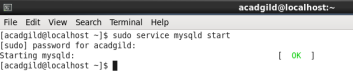 acadgild@localhost:~
File Edit View Search Terminal Help
[acadgild@localhost ~]$ sudo service mysqld start
[sudo] password for acadgild:
Starting mysqld: [ OK ]
[acadgild@localhost ~]$